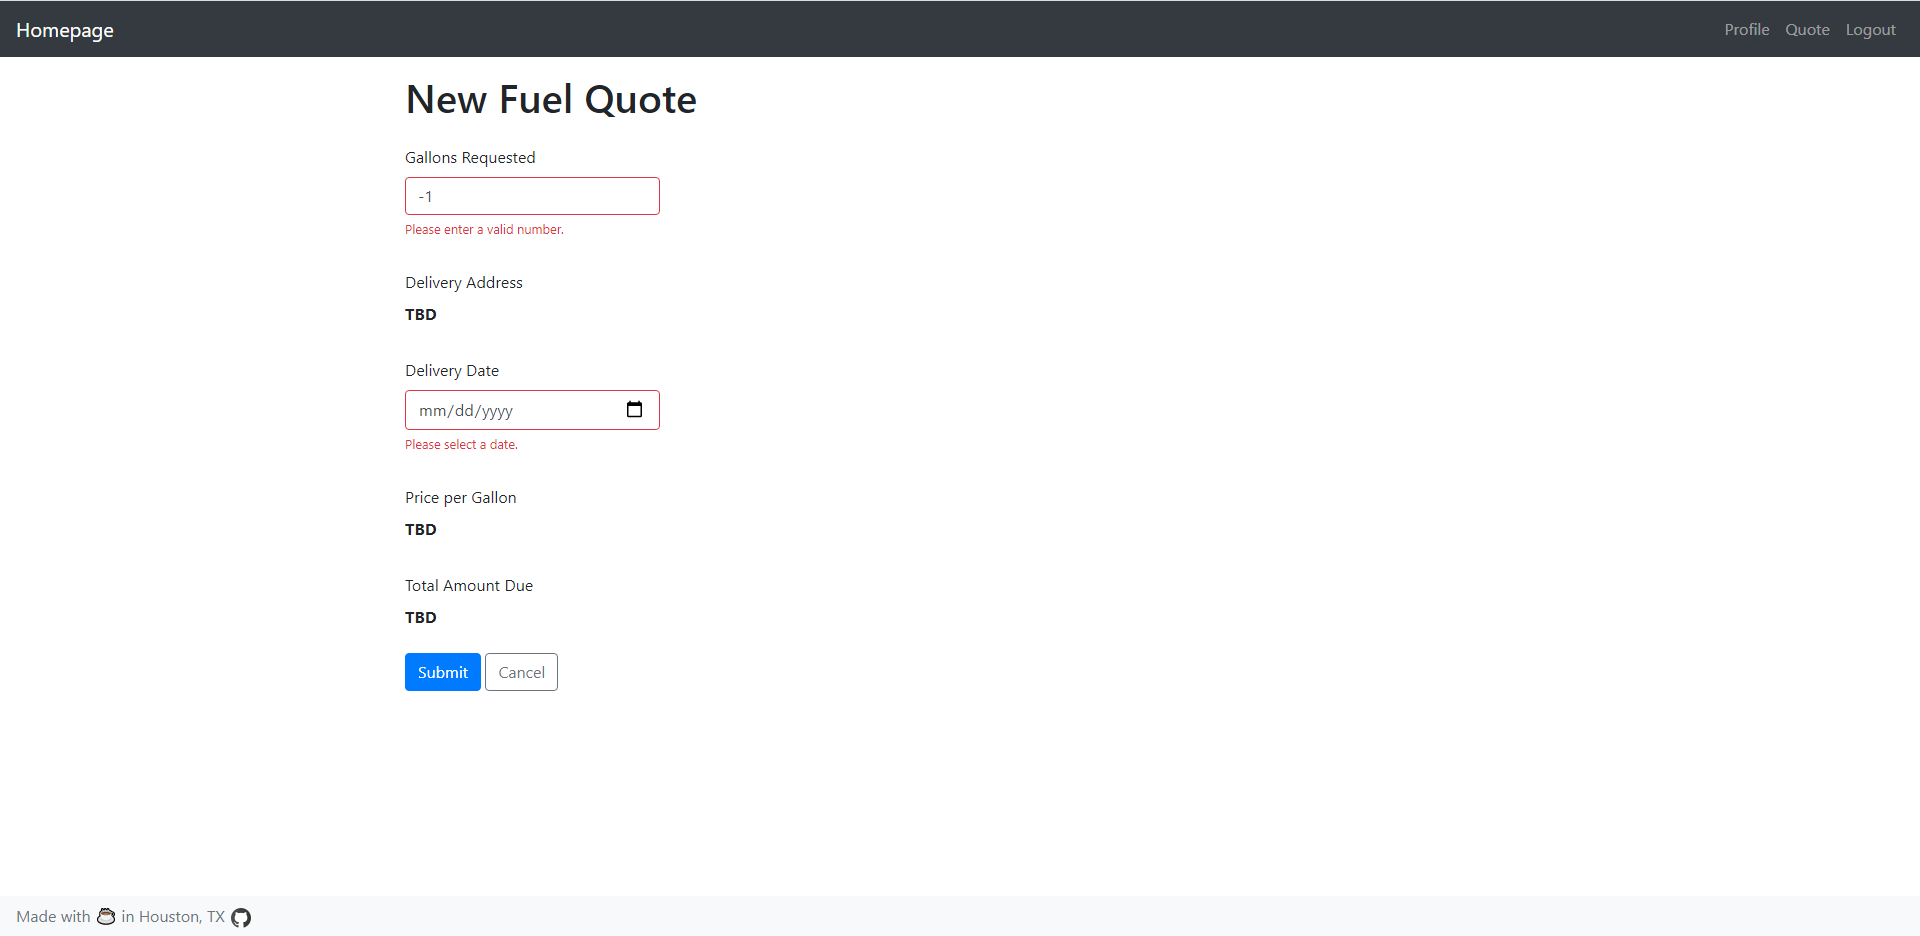 Homepage
Profile Quote Logout
New Fuel Quote
Gallons Requested
-1
Please enter a valid number.
Delivery Address
TBD
Delivery Date
mm/dd/yyyy
Please select a date.
Price per Gallon
TBD
Total Amount Due
TBD
Submit Cancel
Made with ☕ in Houston, TX